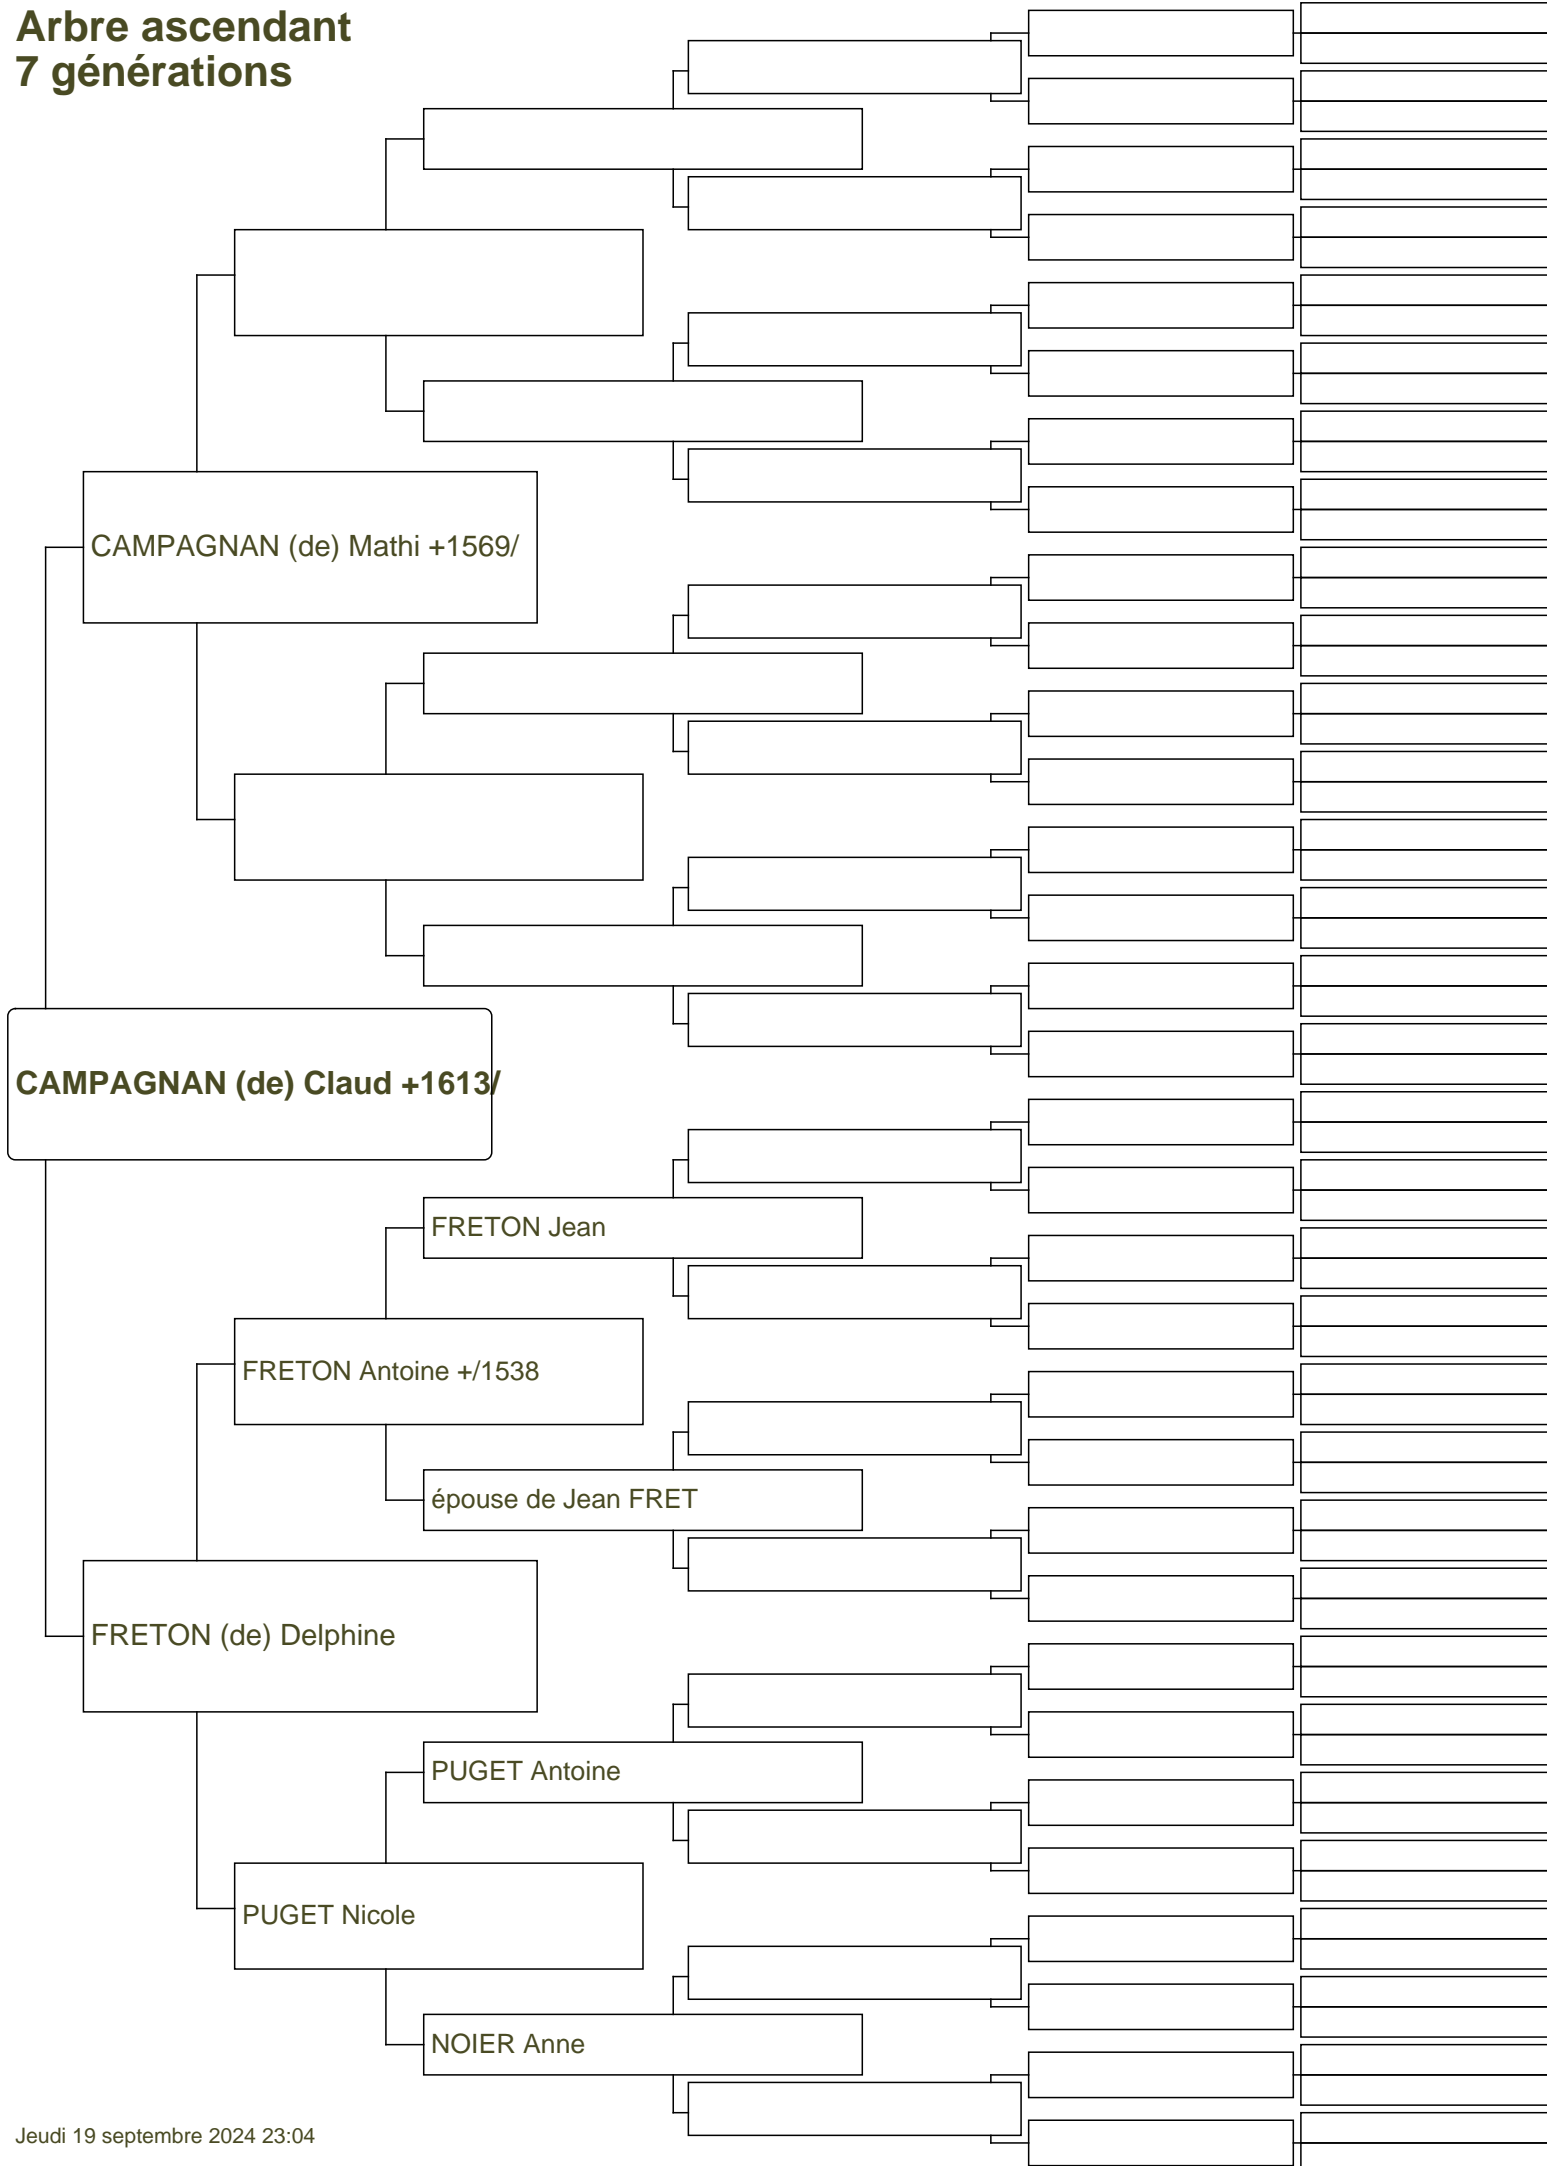 Arbre ascendant
7 générations
CAMPAGNAN (de) Mathi +1569/
CAMPAGNAN (de) Claud +1613/
FRETON Jean
FRETON Antoine +/1538
épouse de Jean FRET
FRETON (de) Delphine
PUGET Antoine
PUGET Nicole
NOIER Anne
Jeudi 19 septembre 2024 23:04